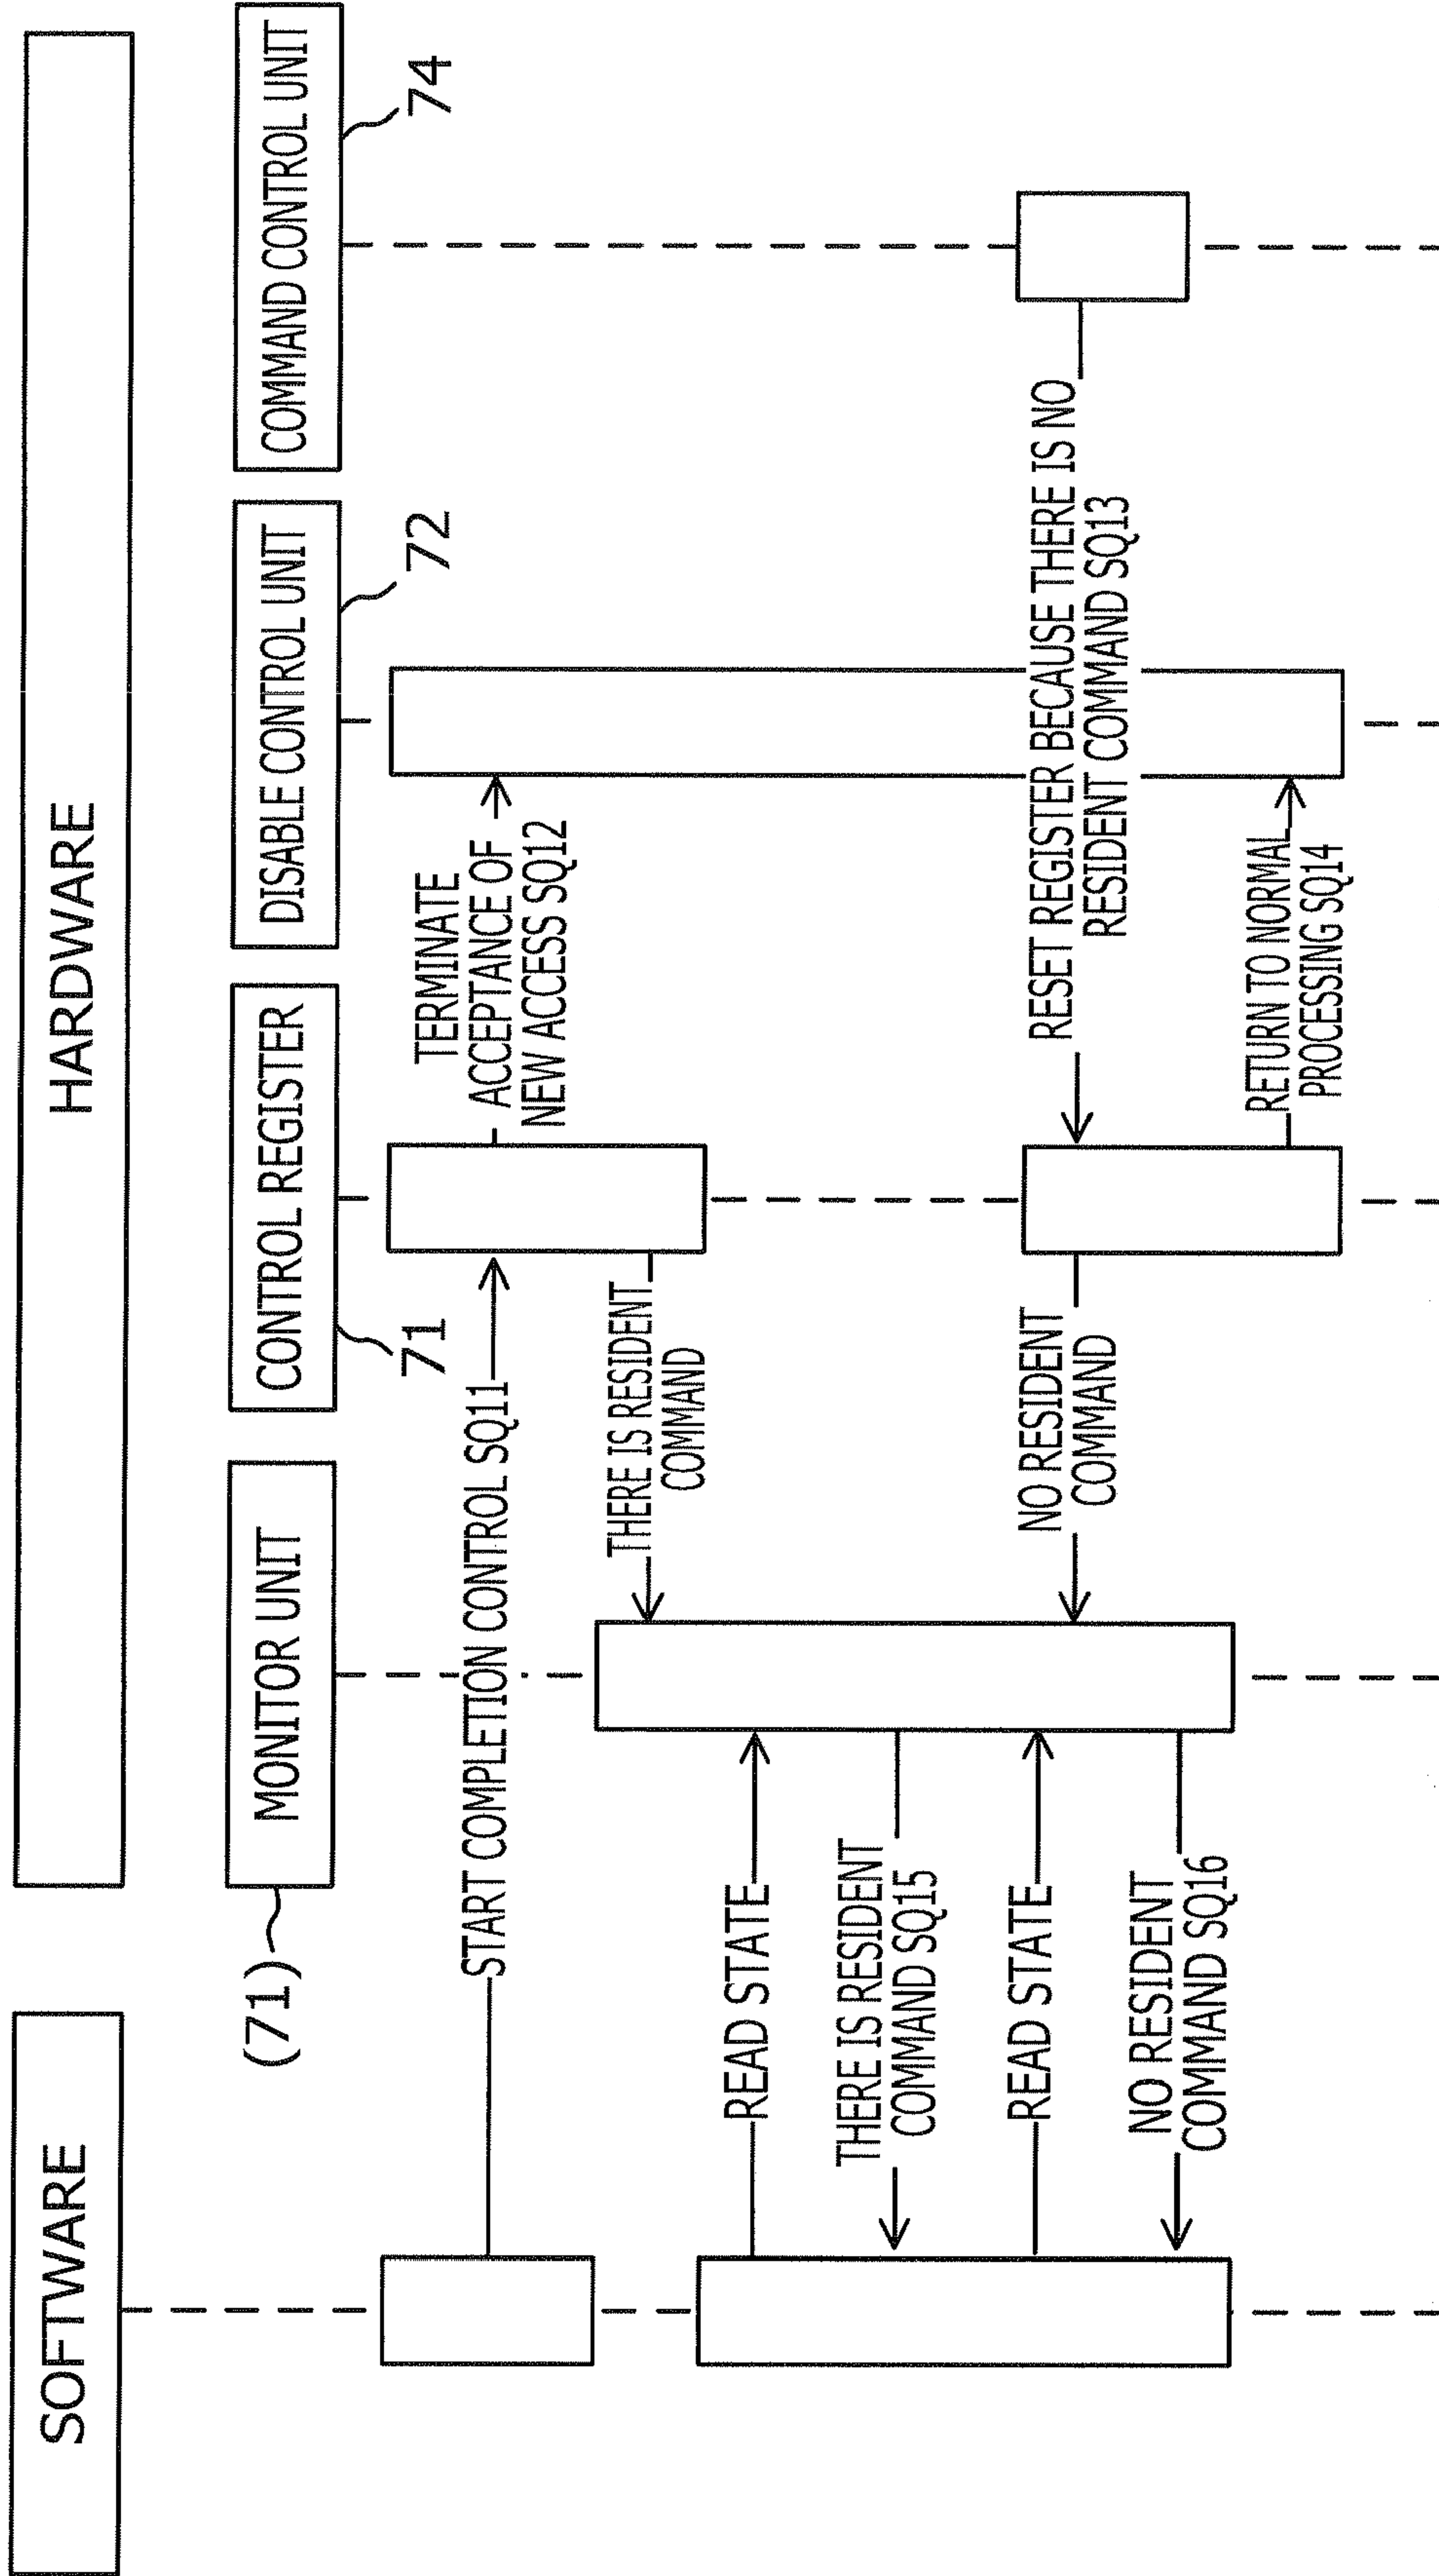 SOFTWARE
HARDWARE
(71)
MONITOR UNIT
CONTROL REGISTER
71
DISABLE CONTROL UNIT
72
COMMAND CONTROL UNIT
74
START COMPLETION CONTROL SQ11
TERMINATE
ACCEPTANCE OF
NEW ACCESS SQ12
THERE IS RESIDENT
COMMAND
READ STATE
THERE IS RESIDENT
COMMAND SQ15
READ STATE
NO RESIDENT
COMMAND
RESET REGISTER BECAUSE THERE IS NO
RESIDENT COMMAND SQ13
NO RESIDENT
COMMAND SQ16
RETURN TO NORMAL
PROCESSING SQ14